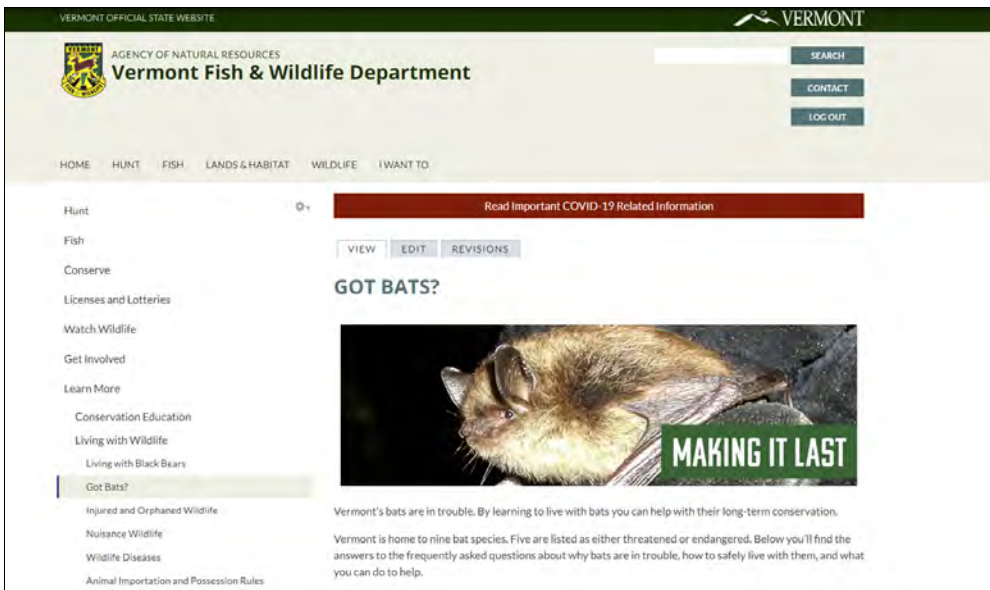 VERMONT OFFICIAL STATE WEBSITE
VERMONT
AGENCY OF NATURAL RESOURCES
Vermont Fish & Wildlife Department
SEARCH
CONTACT
LOG OUT
HOME HUNT FISH LANDS & HABITAT WILDLIFE I WANT TO
Hunt
Fish
Conserve
Licenses and Lotteries
Watch Wildlife
Get Involved
Learn More
Conservation Education
Living with Wildlife
Living with Black Bears
Got Bats?
Injured and Orphaned Wildlife
Nuisance Wildlife
Wildlife Diseases
Animal Importation and Possession Rules
Read Important COVID-19 Related Information
VIEW EDIT REVISIONS
GOT BATS?
MAKING IT LAST
Vermont's bats are in trouble. By learning to live with bats you can help with their long-term conservation.
Vermont is home to nine bat species. Five are listed as either threatened or endangered. Below you'll find the
answers to the frequently asked questions about why bats are in trouble, how to safely live with them, and what
you can do to help.